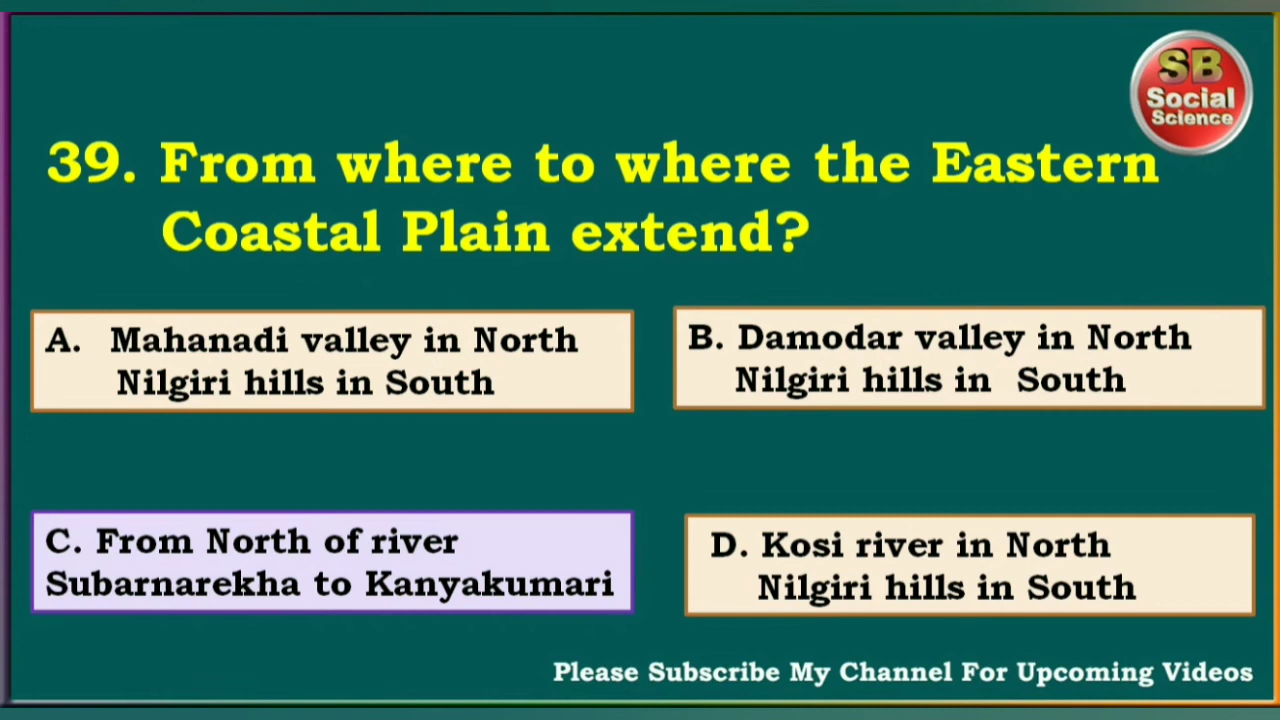 SB
Social
Science
39. From where to where the Eastern
Coastal Plain extend?
A. Mahanadi valley in North
Nilgiri hills in South
B. Damodar valley in North
Nilgiri hills in South
C. From North of river
Subarnarekha to Kanyakumari
D. Kosi river in North
Nilgiri hills in South
Please Subscribe My Channel For Upcoming Videos